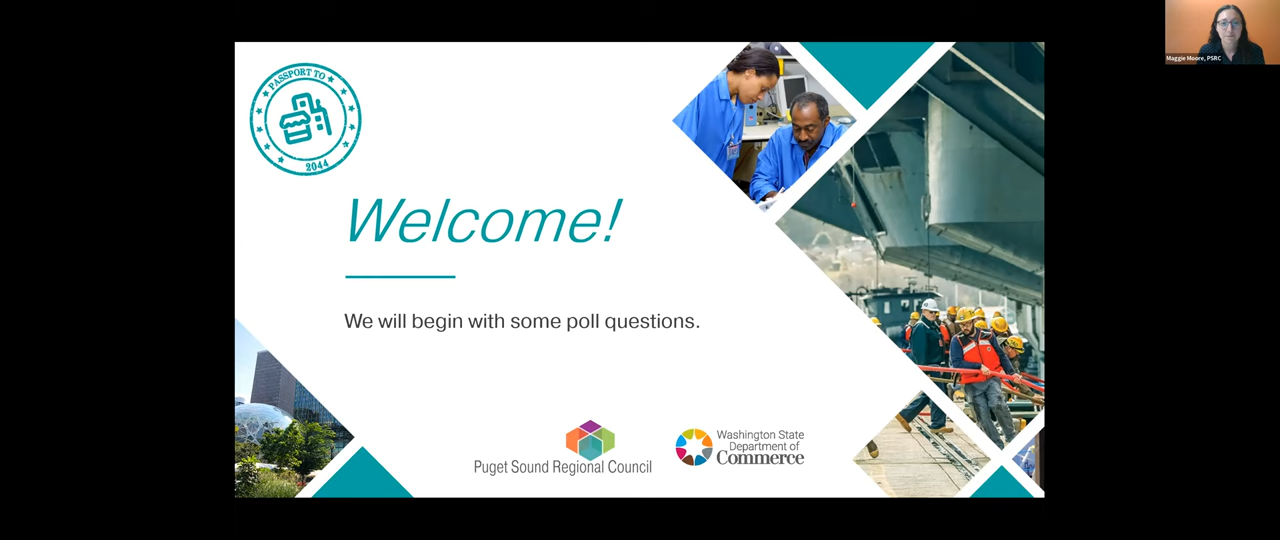 Maggie Moore, PSRC
PASSPORT TO
2044
Welcome!
We will begin with some poll questions.
Puget Sound Regional Council
Washington State
Department of
Commerce